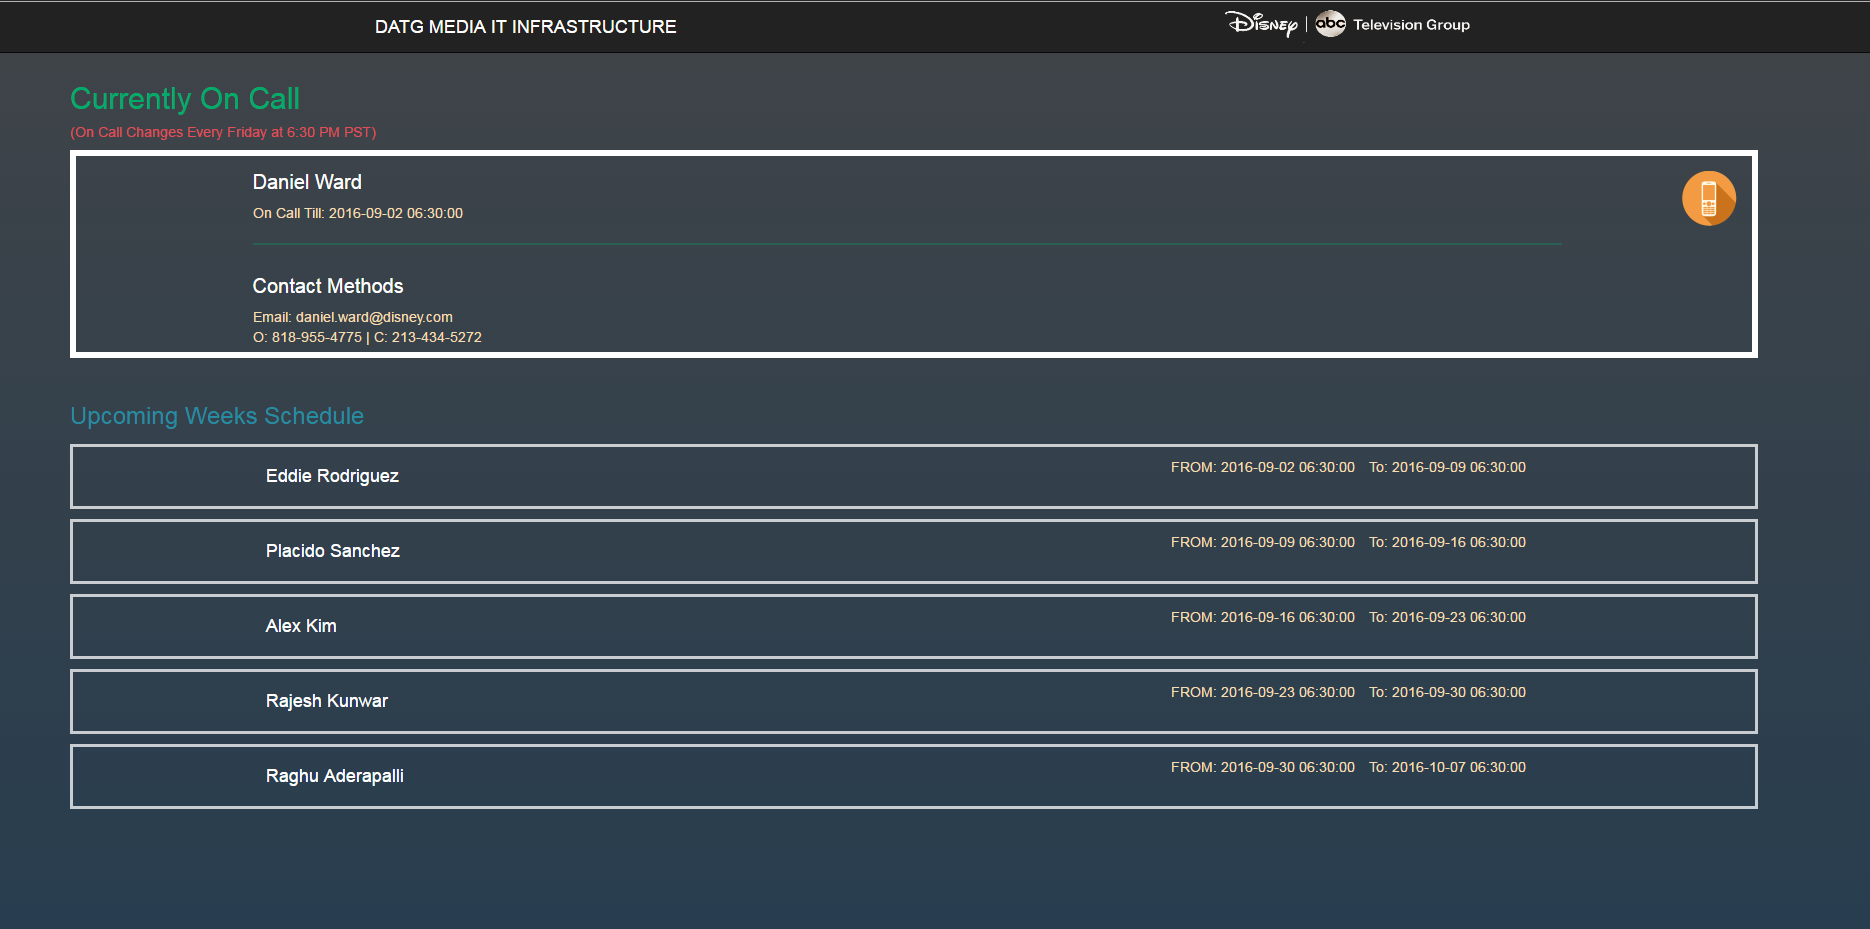 DATG MEDIA IT INFRASTRUCTURE
Disney | abc Television Group
Currently On Call
(On Call Changes Every Friday at 6:30 PM PST)
Daniel Ward
On Call Till: 2016-09-02 06:30:00
Contact Methods
Email: daniel.ward@disney.com
O: 818-955-4775 | C: 213-434-5272
Upcoming Weeks Schedule
Eddie Rodriguez FROM: 2016-09-02 06:30:00 To: 2016-09-09 06:30:00
Placido Sanchez FROM: 2016-09-09 06:30:00 To: 2016-09-16 06:30:00
Alex Kim FROM: 2016-09-16 06:30:00 To: 2016-09-23 06:30:00
Rajesh Kunwar FROM: 2016-09-23 06:30:00 To: 2016-09-30 06:30:00
Raghu Aderapalli FROM: 2016-09-30 06:30:00 To: 2016-10-07 06:30:00